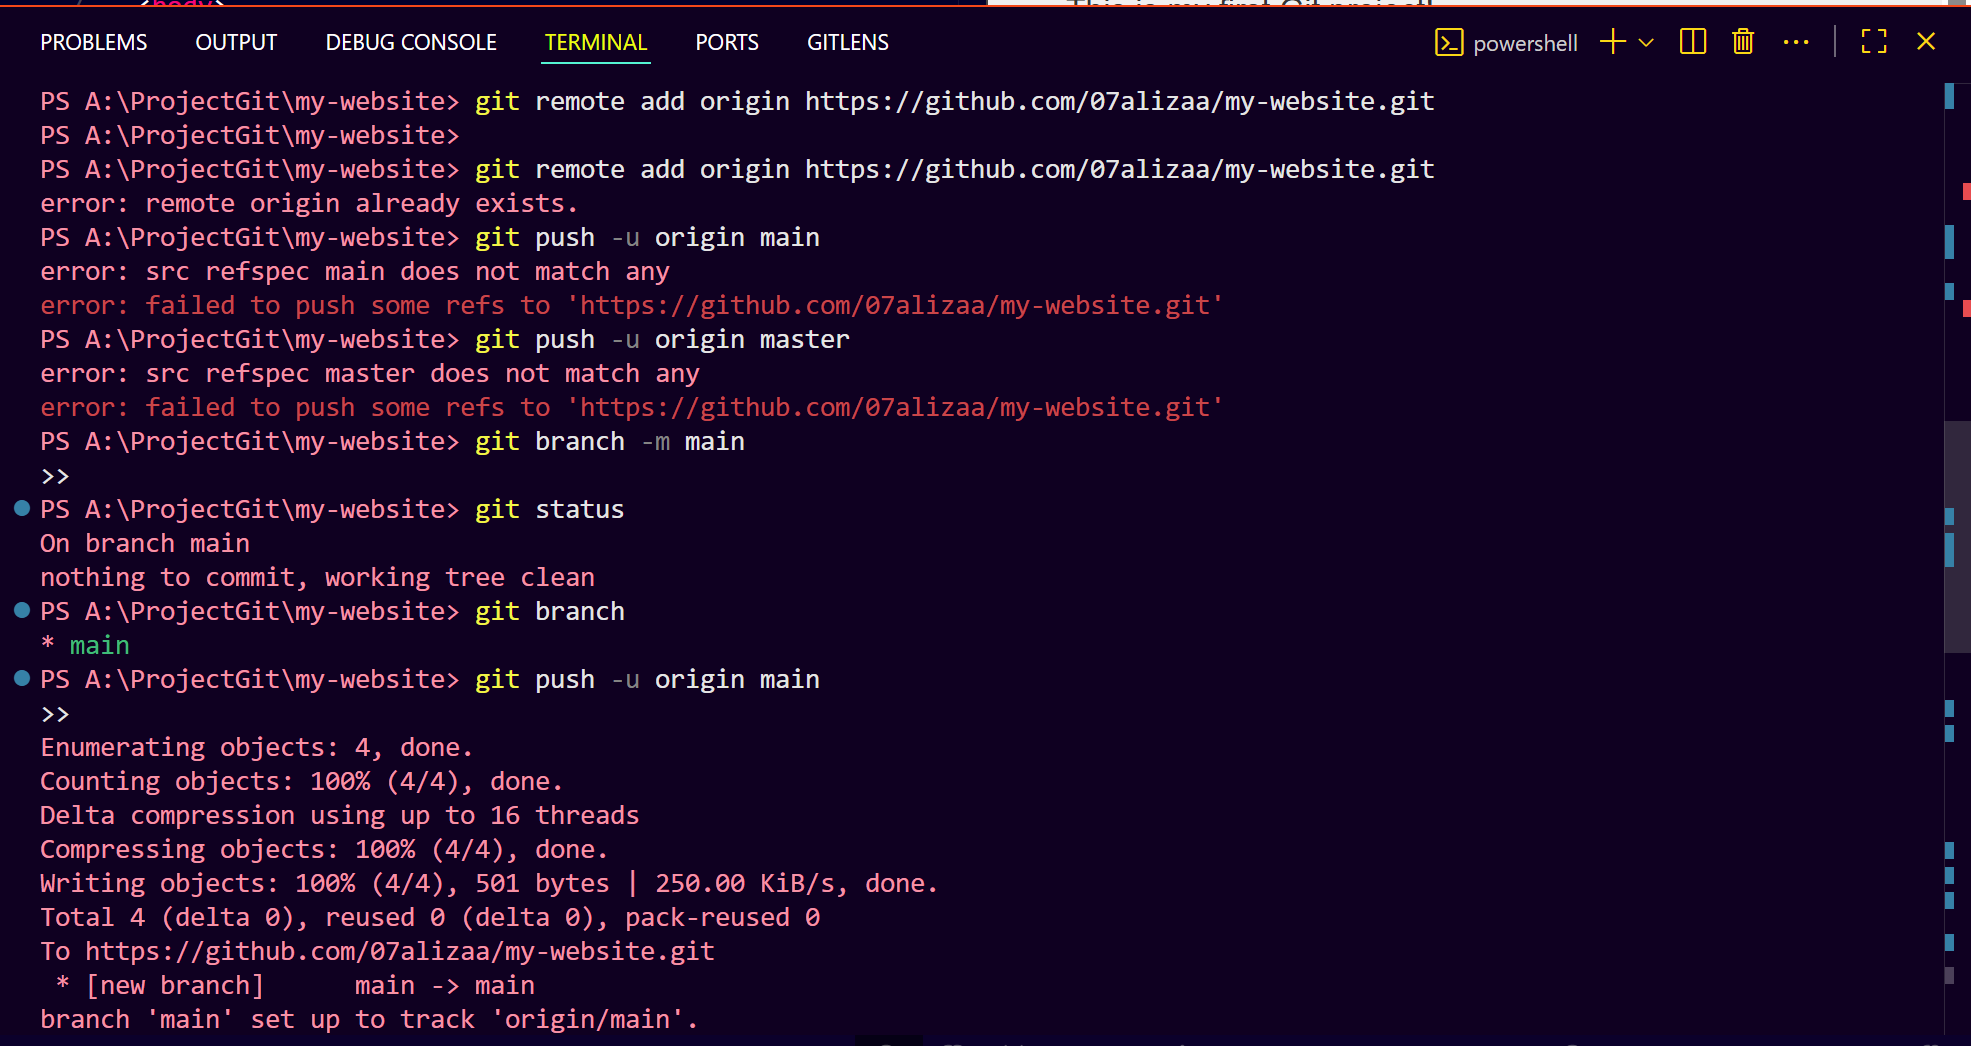 <body>
This is my first Git project!
PROBLEMS OUTPUT DEBUG CONSOLE TERMINAL PORTS GITLENS powershell
PS A:\ProjectGit\my-website> git remote add origin https://github.com/07alizaa/my-website.git
PS A:\ProjectGit\my-website>
PS A:\ProjectGit\my-website> git remote add origin https://github.com/07alizaa/my-website.git
error: remote origin already exists.
PS A:\ProjectGit\my-website> git push -u origin main
error: src refspec main does not match any
error: failed to push some refs to 'https://github.com/07alizaa/my-website.git'
PS A:\ProjectGit\my-website> git push -u origin master
error: src refspec master does not match any
error: failed to push some refs to 'https://github.com/07alizaa/my-website.git'
PS A:\ProjectGit\my-website> git branch -m main
>>
PS A:\ProjectGit\my-website> git status
On branch main
nothing to commit, working tree clean
PS A:\ProjectGit\my-website> git branch
* main
PS A:\ProjectGit\my-website> git push -u origin main
>>
Enumerating objects: 4, done.
Counting objects: 100% (4/4), done.
Delta compression using up to 16 threads
Compressing objects: 100% (4/4), done.
Writing objects: 100% (4/4), 501 bytes | 250.00 KiB/s, done.
Total 4 (delta 0), reused 0 (delta 0), pack-reused 0
To https://github.com/07alizaa/my-website.git
 * [new branch]      main -> main
branch 'main' set up to track 'origin/main'.